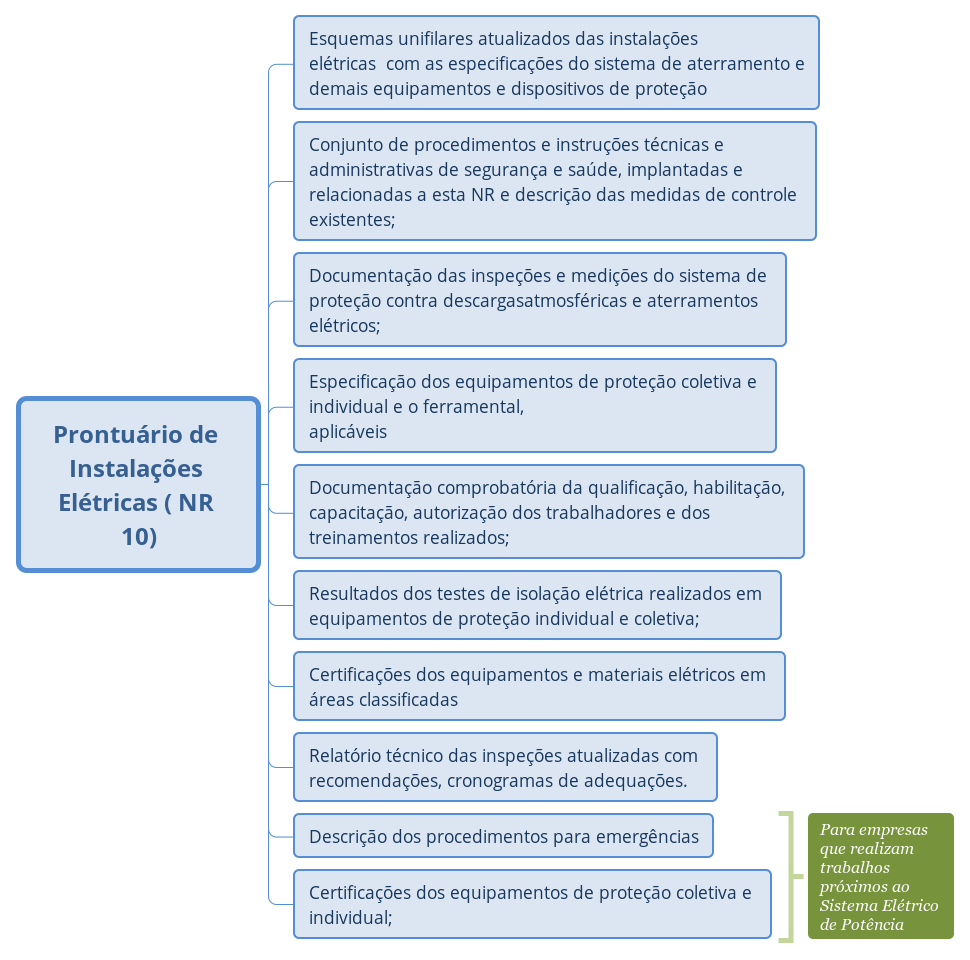 Esquemas unifilares atualizados das instalações
elétricas com as especificações do sistema de aterramento e
demais equipamentos e dispositivos de proteção
Conjunto de procedimentos e instruções técnicas e
administrativas de segurança e saúde, implantadas e
relacionadas a esta NR e descrição das medidas de controle
existentes;
Documentação das inspeções e medições do sistema de
proteção contra descargasatmosféricas e aterramentos
elétricos;
Especificação dos equipamentos de proteção coletiva e
individual e o ferramental,
aplicáveis
Prontuário de
Instalações
Elétricas ( NR
10)
Documentação comprobatória da qualificação, habilitação,
capacitação, autorização dos trabalhadores e dos
treinamentos realizados;
Resultados dos testes de isolação elétrica realizados em
equipamentos de proteção individual e coletiva;
Certificações dos equipamentos e materiais elétricos em
áreas classificadas
Relatório técnico das inspeções atualizadas com
recomendações, cronogramas de adequações.
Descrição dos procedimentos para emergências
Certificações dos equipamentos de proteção coletiva e
individual;
Para empresas
que realizam
trabalhos
próximos ao
Sistema Elétrico
de Potência